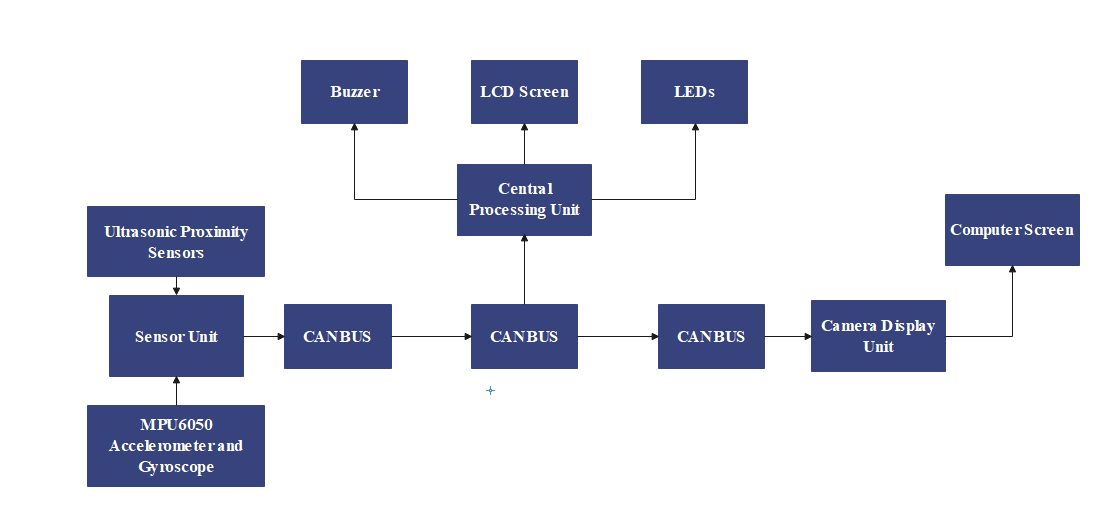 Buzzer
LCD Screen
LEDs
Central
Processing Unit
Ultrasonic Proximity
Sensors
Computer Screen
Sensor Unit
CANBUS
CANBUS
CANBUS
Camera Display
Unit
MPU6050
Accelerometer and
Gyroscope